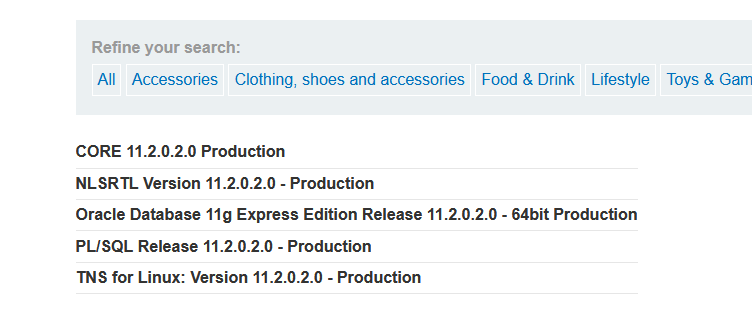 Refine your search:
All Accessories Clothing, shoes and accessories Food & Drink Lifestyle Toys & Gam
CORE 11.2.0.2.0 Production
NLSRTL Version 11.2.0.2.0 - Production
Oracle Database 11g Express Edition Release 11.2.0.2.0 - 64bit Production
PL/SQL Release 11.2.0.2.0 - Production
TNS for Linux: Version 11.2.0.2.0 - Production